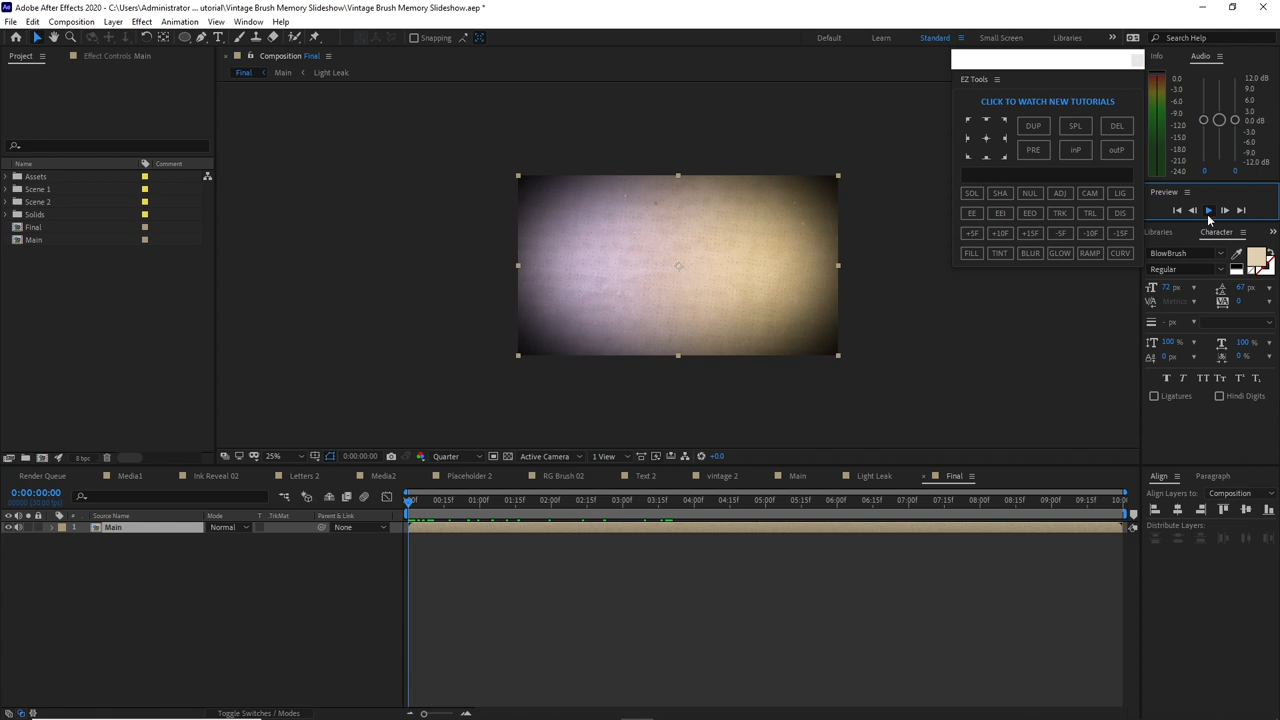 Adobe After Effects 2020 - C:\Users\Administrator ... utorial\Vintage Brush Memory Slideshow\Vintage Brush Memory Slideshow.aep *
File Edit Composition Layer Effect Animation View Window Help
Snapping Default Learn Standard Small Screen Libraries Search Help
Project Effect Controls Main Composition Final Info Audio
Final Main Light Leak
EZ Tools
CLICK TO WATCH NEW TUTORIALS
DUP SPL DEL
PRE inP outP
SOL SHA NUL ADJ CAM LIG
EE EEI EEO TRK TRL DIS
+5F +10F +15F -5F -10F -15F
FILL TINT BLUR GLOW RAMP CURV
0.0 12.0 dB
-3.0 9.0
-6.0 6.0
-9.0 3.0
-12.0 0.0 dB
-15.0 -3.0
-18.0 -6.0
-21.0 -9.0
-24.0 -12.0 dB
0 0
Preview
Libraries Character
BlowBrush
Regular
72 px 67 px
Metrics 0
- px
100 % 100 %
0 px 0 %
Ligatures Hindi Digits
Name Comment
Assets
Scene 1
Scene 2
Solids
Final
Main
8 bpc
25% 0:00:00:00 Quarter Active Camera 1 View +0.0
Render Queue Media1 Ink Reveal 02 Letters 2 Media2 Placeholder 2 RG Brush 02 Text 2 vintage 2 Main Light Leak Final
Align Paragraph
Align Layers to: Composition
Distribute Layers:
0:00:00:00
00:15f 01:00f 01:15f 02:00f 02:15f 03:00f 03:15f 04:00f 04:15f 05:00f 05:15f 06:00f 06:15f 07:00f 07:15f 08:00f 08:15f 09:00f 09:15f
# Source Name Mode T .TrkMat Parent & Link
1 Main Normal None
Toggle Switches / Modes